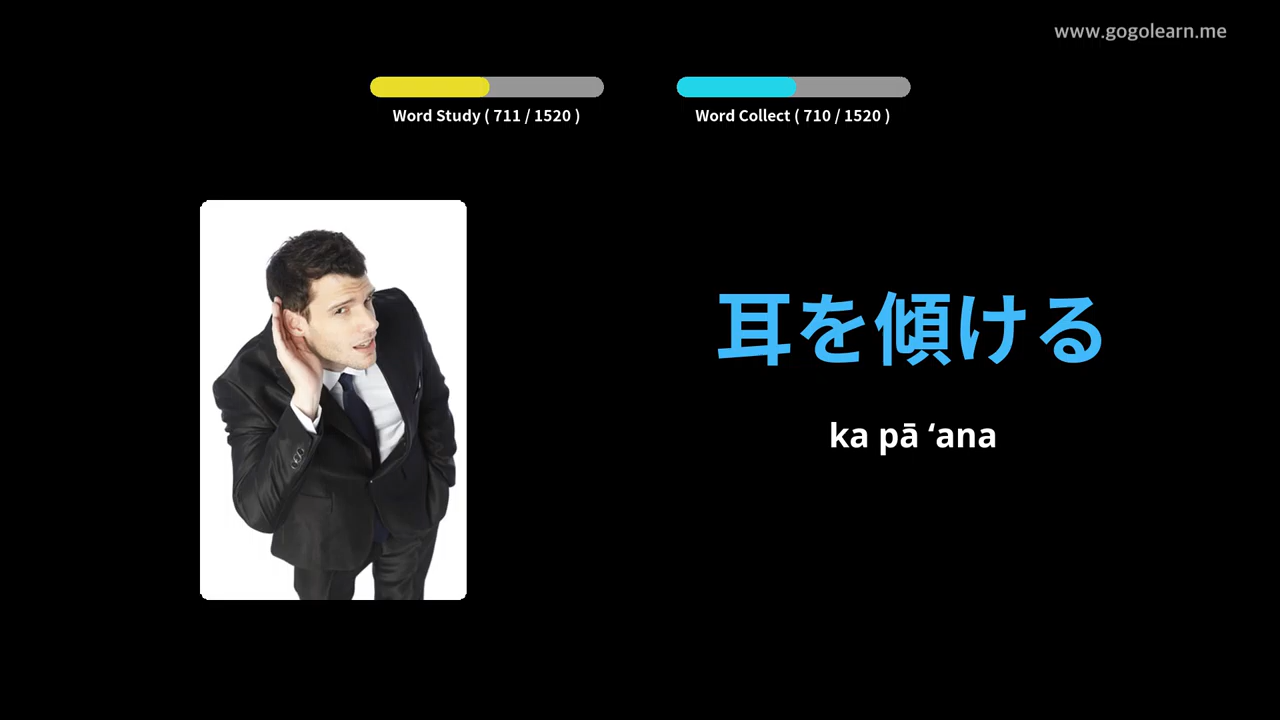 www.gogolearn.me
Word Study ( 711 / 1520 )
Word Collect ( 710 / 1520 )
耳を傾ける
ka pā ʻana